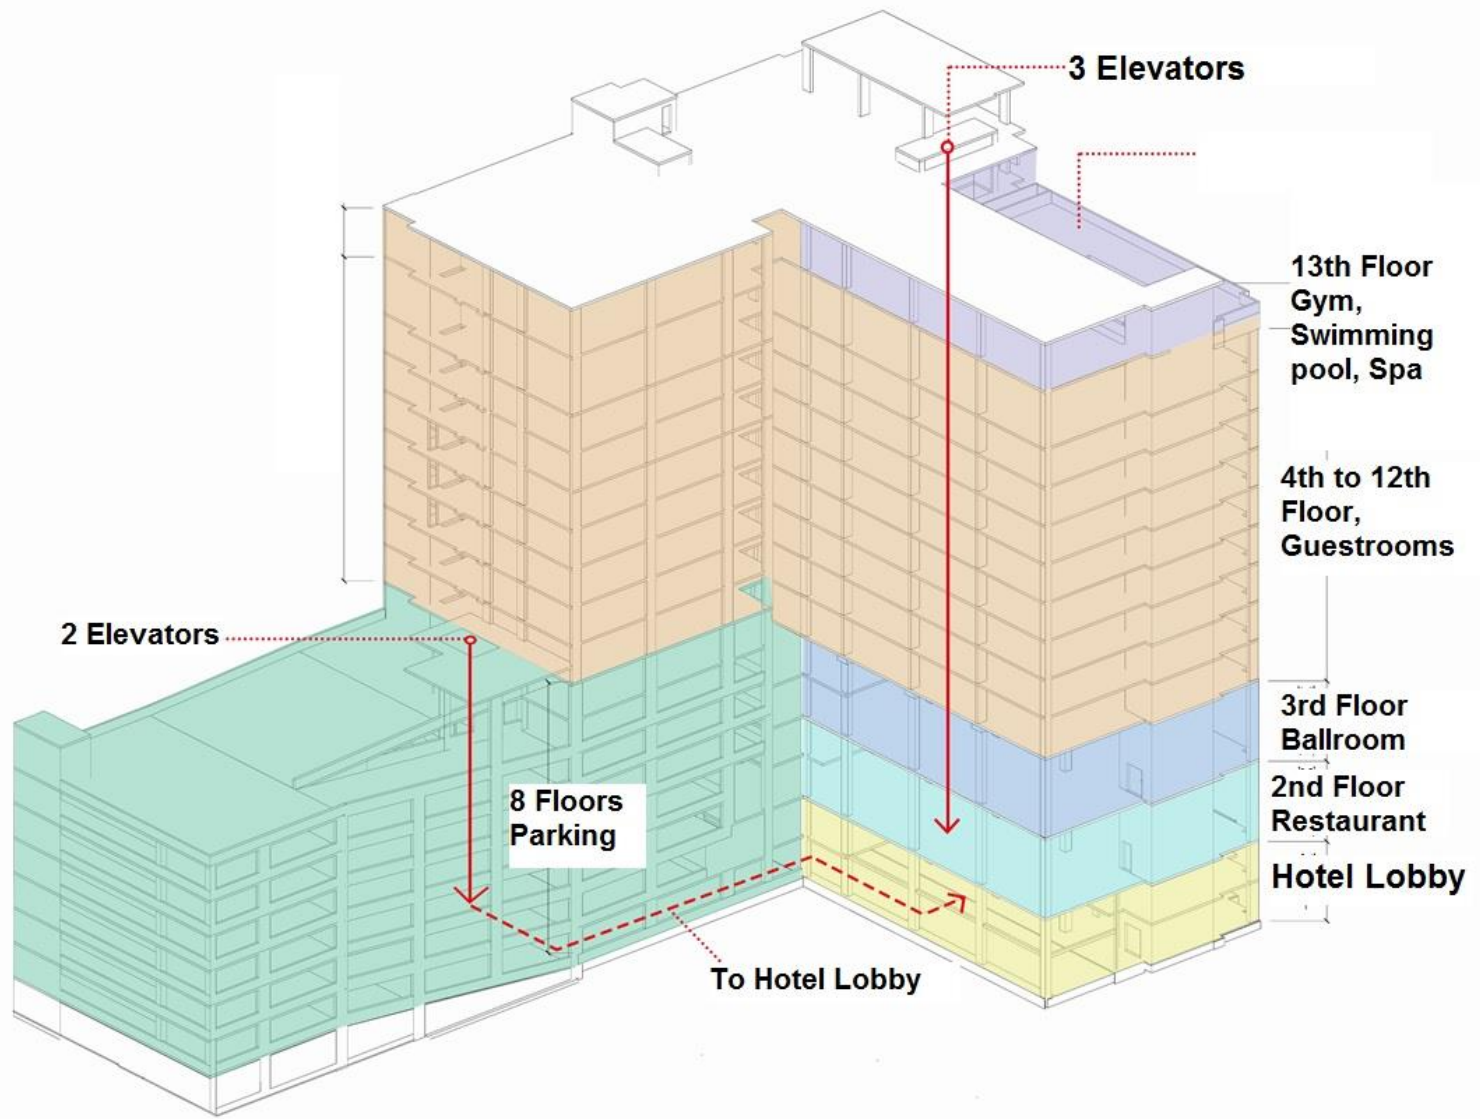 3 Elevators
13th Floor
Gym,
Swimming
pool, Spa
4th to 12th
Floor,
Guestrooms
2 Elevators
3rd Floor
Ballroom
8 Floors
Parking
2nd Floor
Restaurant
Hotel Lobby
To Hotel Lobby